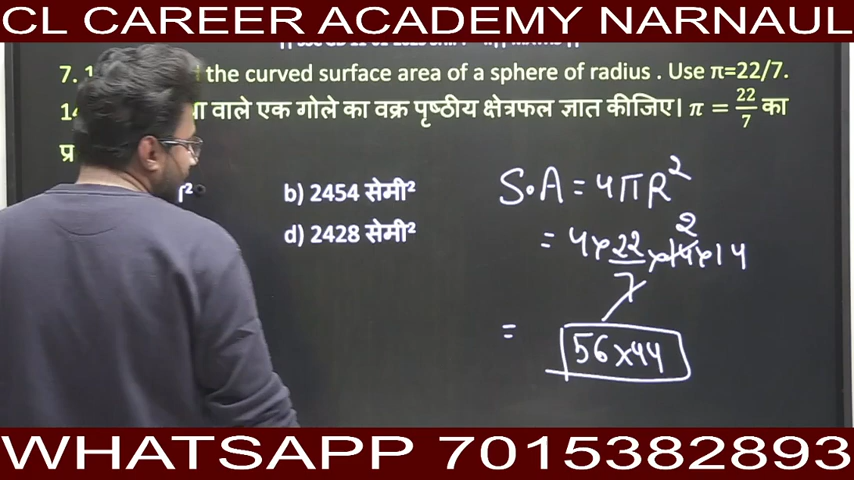 CL CAREER ACADEMY NARNAUL
7. 1 the curved surface area of a sphere of radius . Use π=22/7.
14 वाले एक गोले का वक्र पृष्ठीय क्षेत्रफल ज्ञात कीजिए। π = 22/7 का
प्र
b) 2454 सेमी²
d) 2428 सेमी²
S.A = 4πR²
= 4×22/7×14×14 2
= 56×44
WHATSAPP 7015382893